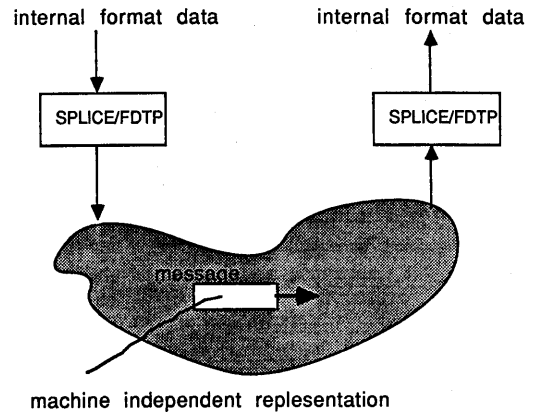 internal format data
internal format data
SPLICE/FDTP
SPLICE/FDTP
message
machine independent replesentation